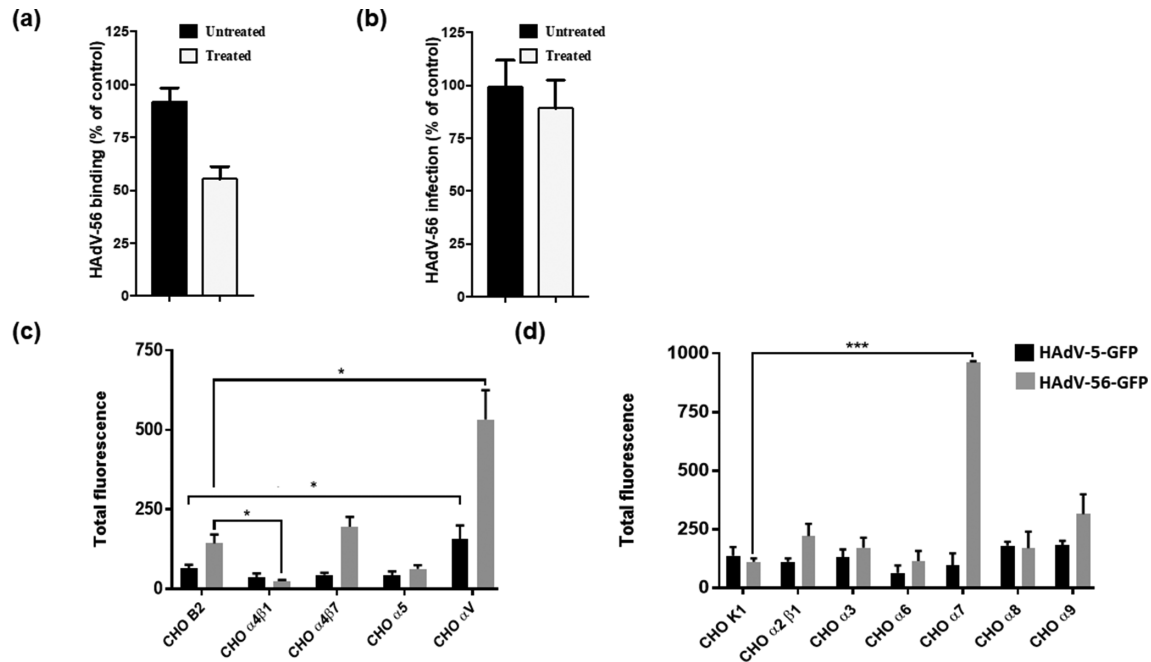 (a)
HAdV-56 binding (% of control)
125
100
75
50
25
0
Untreated
Treated
(b)
HAdV-56 infection (% of control)
125
100
75
50
25
0
Untreated
Treated
(c)
Total fluorescence
750
500
250
0
*
*
*
CHO B2
CHO α4β1
CHO α4β7
CHO α5
CHO αV
(d)
Total fluorescence
1000
750
500
250
0
***
HAdV-5-GFP
HAdV-56-GFP
CHO K1
CHO α2 β1
CHO α3
CHO α6
CHO α7
CHO α8
CHO α9